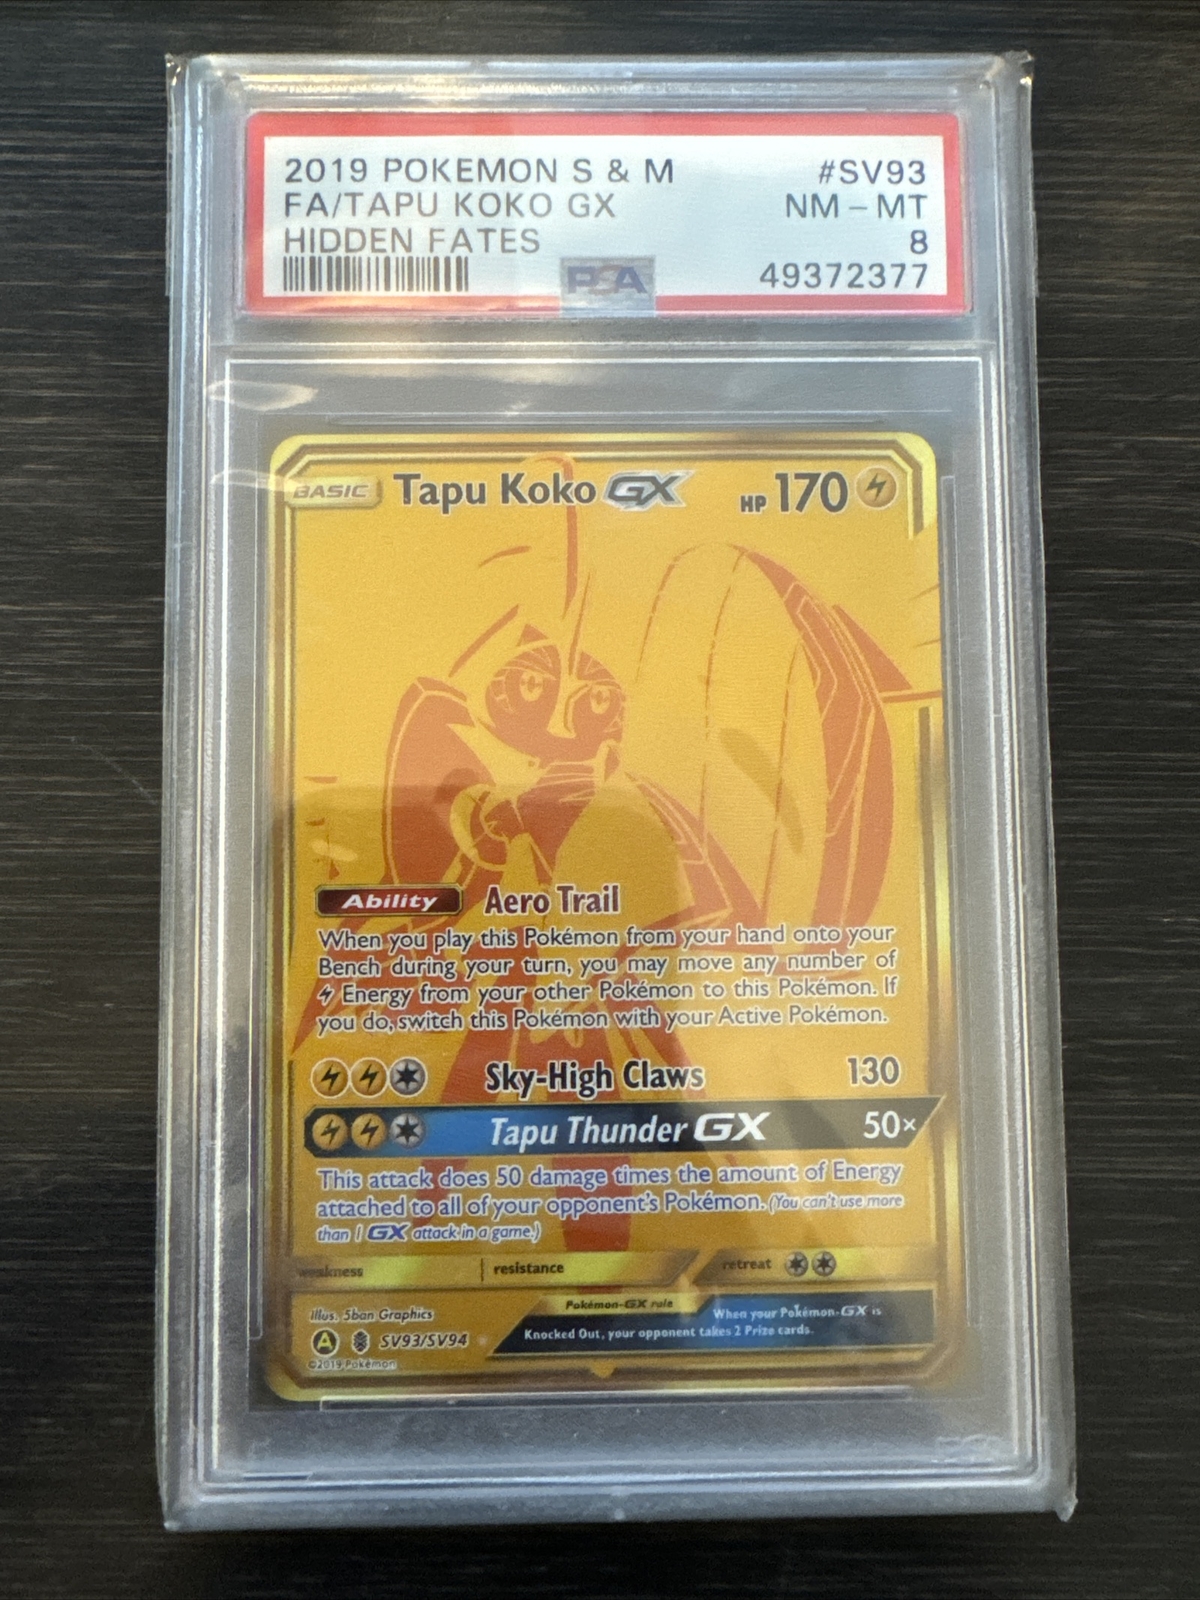 2019 POKEMON S & M #SV93
FA/TAPU KOKO GX NM - MT
HIDDEN FATES 8
PSA 49372377
BASIC Tapu Koko GX HP 170
Ability Aero Trail
When you play this Pokémon from your hand onto your
Bench during your turn, you may move any number of
Energy from your other Pokémon to this Pokémon. If
you do, switch this Pokémon with your Active Pokémon.
Sky-High Claws 130
Tapu Thunder GX 50×
This attack does 50 damage times the amount of Energy
attached to all of your opponent's Pokémon. (You can't use more
than 1 GX attack in a game.)
weakness resistance retreat
Illus. 5ban Graphics
Pokémon-GX rule When your Pokémon-GX is
Knocked Out, your opponent takes 2 Prize cards.
A SV93/SV94
©2019 Pokémon